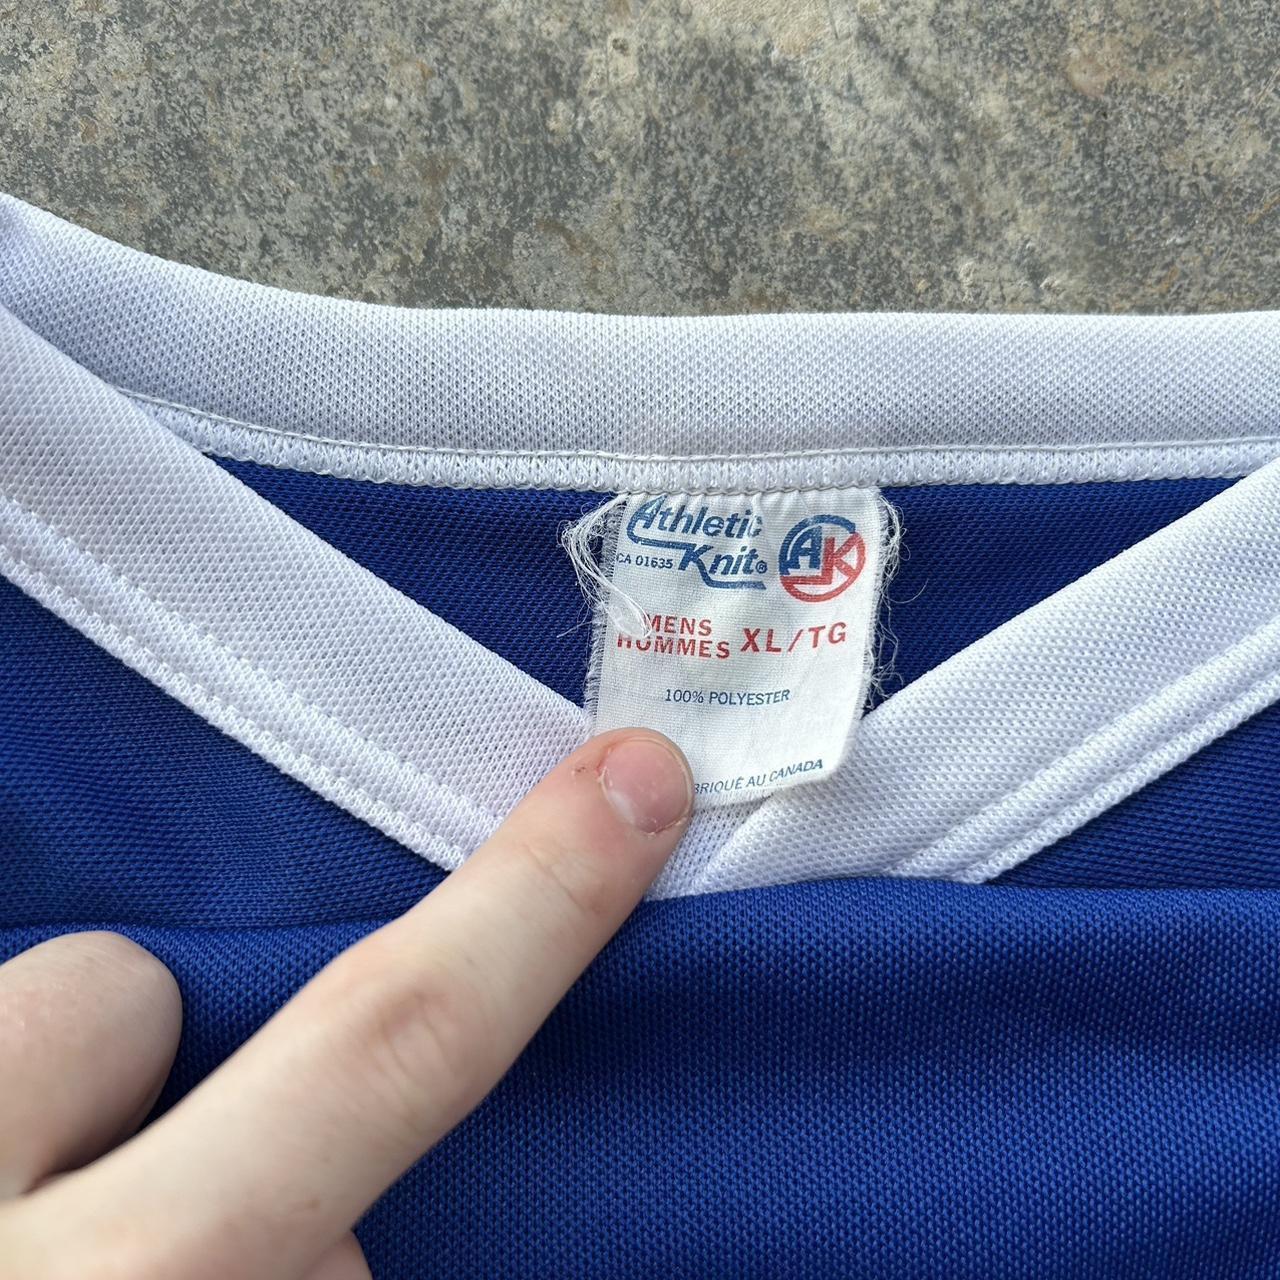 Athletic
CA 01635 Knit® AK
MENS
HOMMES XL/TG
100% POLYESTER
BRIQUÉ AU CANADA